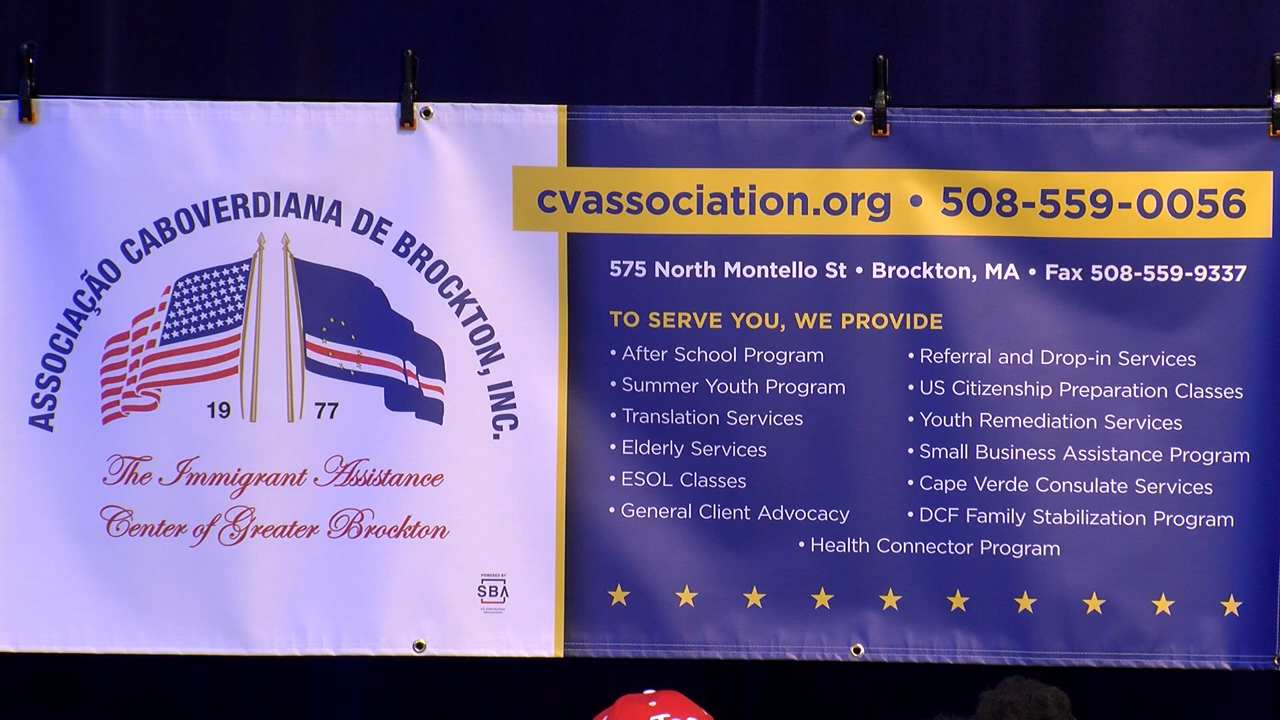 ASSOCIAÇÃO CABOVERDIANA DE BROCKTON, INC.
19 77
The Immigrant Assistance
Center of Greater Brockton
POWERED BY
SBA
cvassociation.org • 508-559-0056
575 North Montello St • Brockton, MA • Fax 508-559-9337
TO SERVE YOU, WE PROVIDE
• After School Program
• Summer Youth Program
• Translation Services
• Elderly Services
• ESOL Classes
• General Client Advocacy
• Referral and Drop-in Services
• US Citizenship Preparation Classes
• Youth Remediation Services
• Small Business Assistance Program
• Cape Verde Consulate Services
• DCF Family Stabilization Program
• Health Connector Program